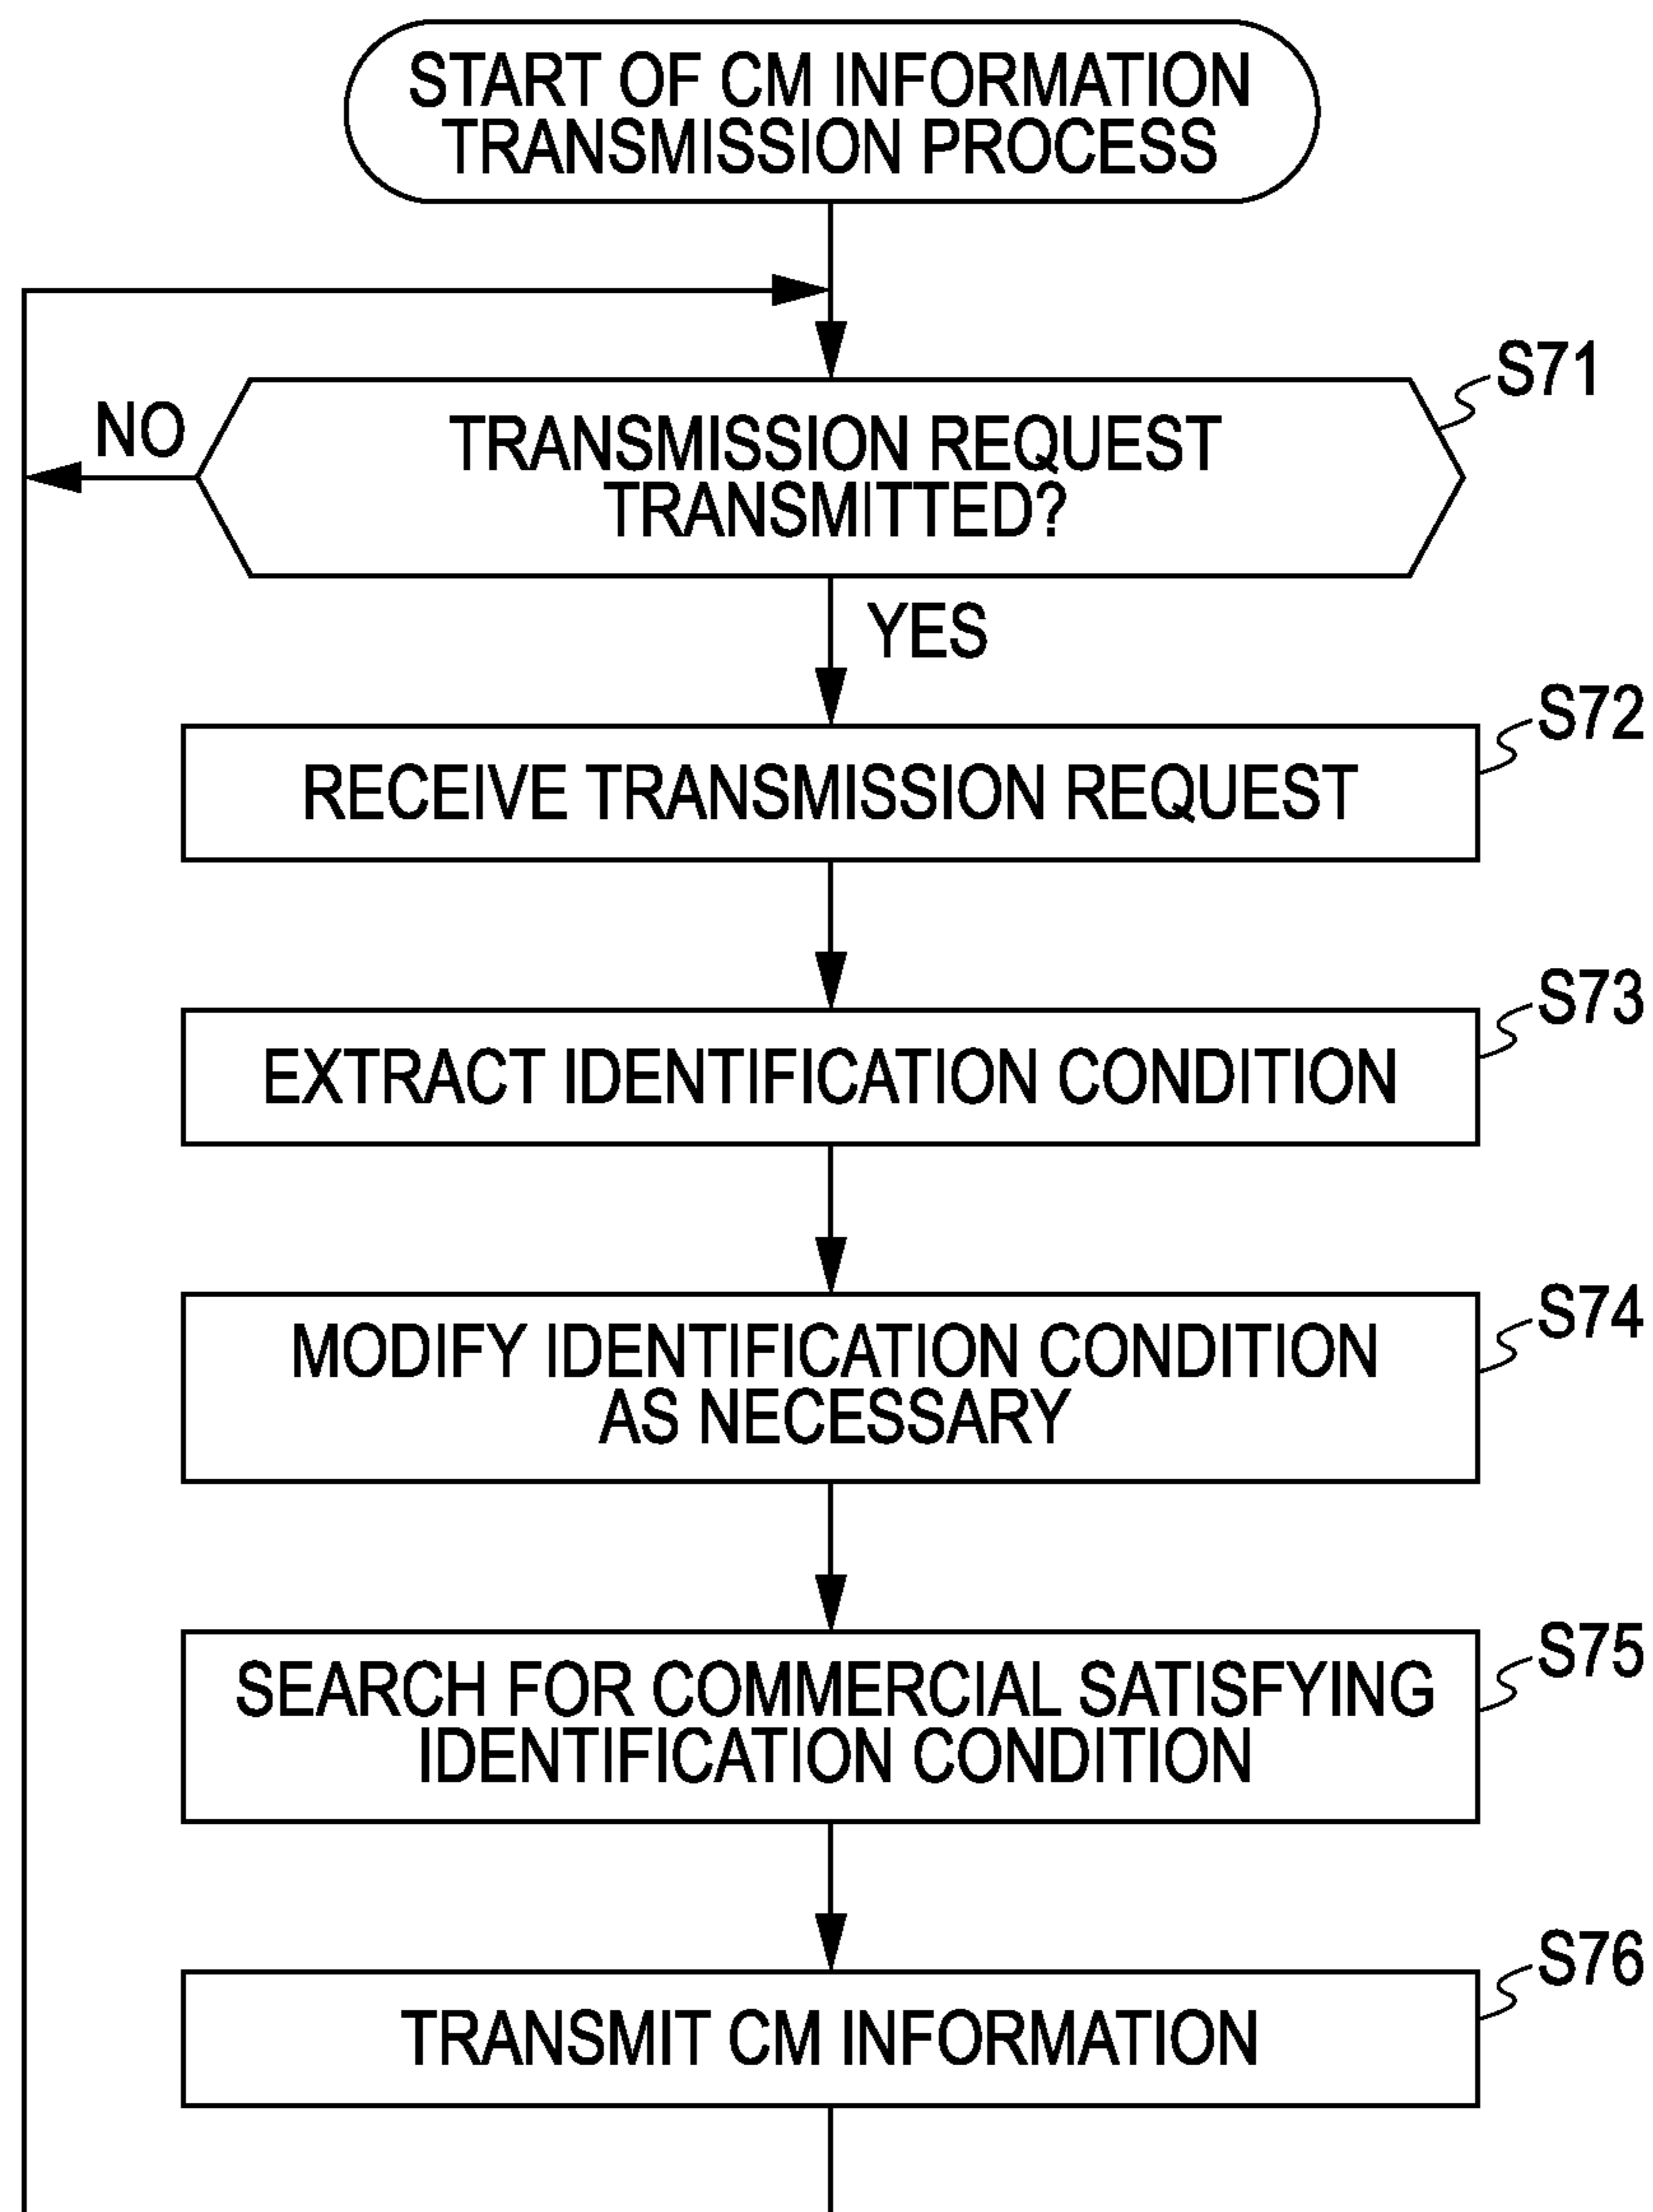 START OF CM INFORMATION
TRANSMISSION PROCESS
S71
NO
TRANSMISSION REQUEST
TRANSMITTED?
YES
S72
RECEIVE TRANSMISSION REQUEST
S73
EXTRACT IDENTIFICATION CONDITION
S74
MODIFY IDENTIFICATION CONDITION
AS NECESSARY
S75
SEARCH FOR COMMERCIAL SATISFYING
IDENTIFICATION CONDITION
S76
TRANSMIT CM INFORMATION